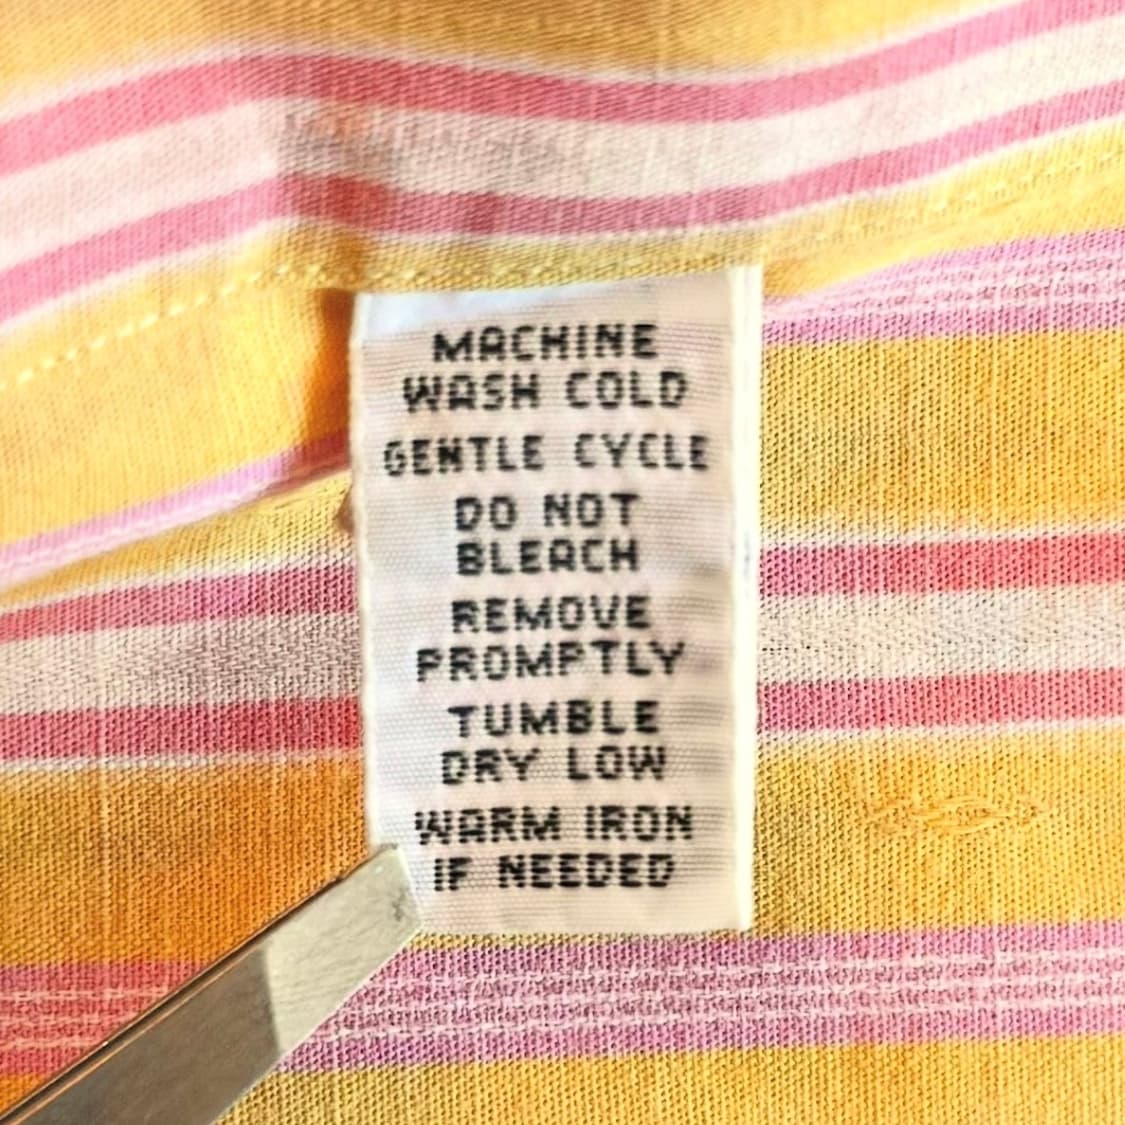 MACHINE
WASH COLD
GENTLE CYCLE
DO NOT
BLEACH
REMOVE
PROMPTLY
TUMBLE
DRY LOW
WARM IRON
IF NEEDED